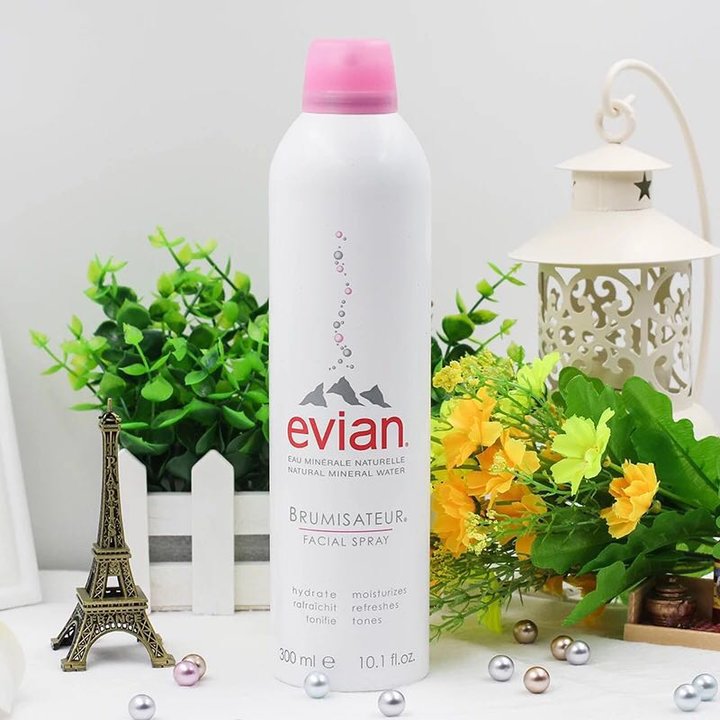 evian®
EAU MINÉRALE NATURELLE
NATURAL MINERAL WATER
BRUMISATEUR®
FACIAL SPRAY
hydrate moisturizes
rafraîchit refreshes
tonifie tones
300 ml ℮ 10.1 fl.oz.
PARIS